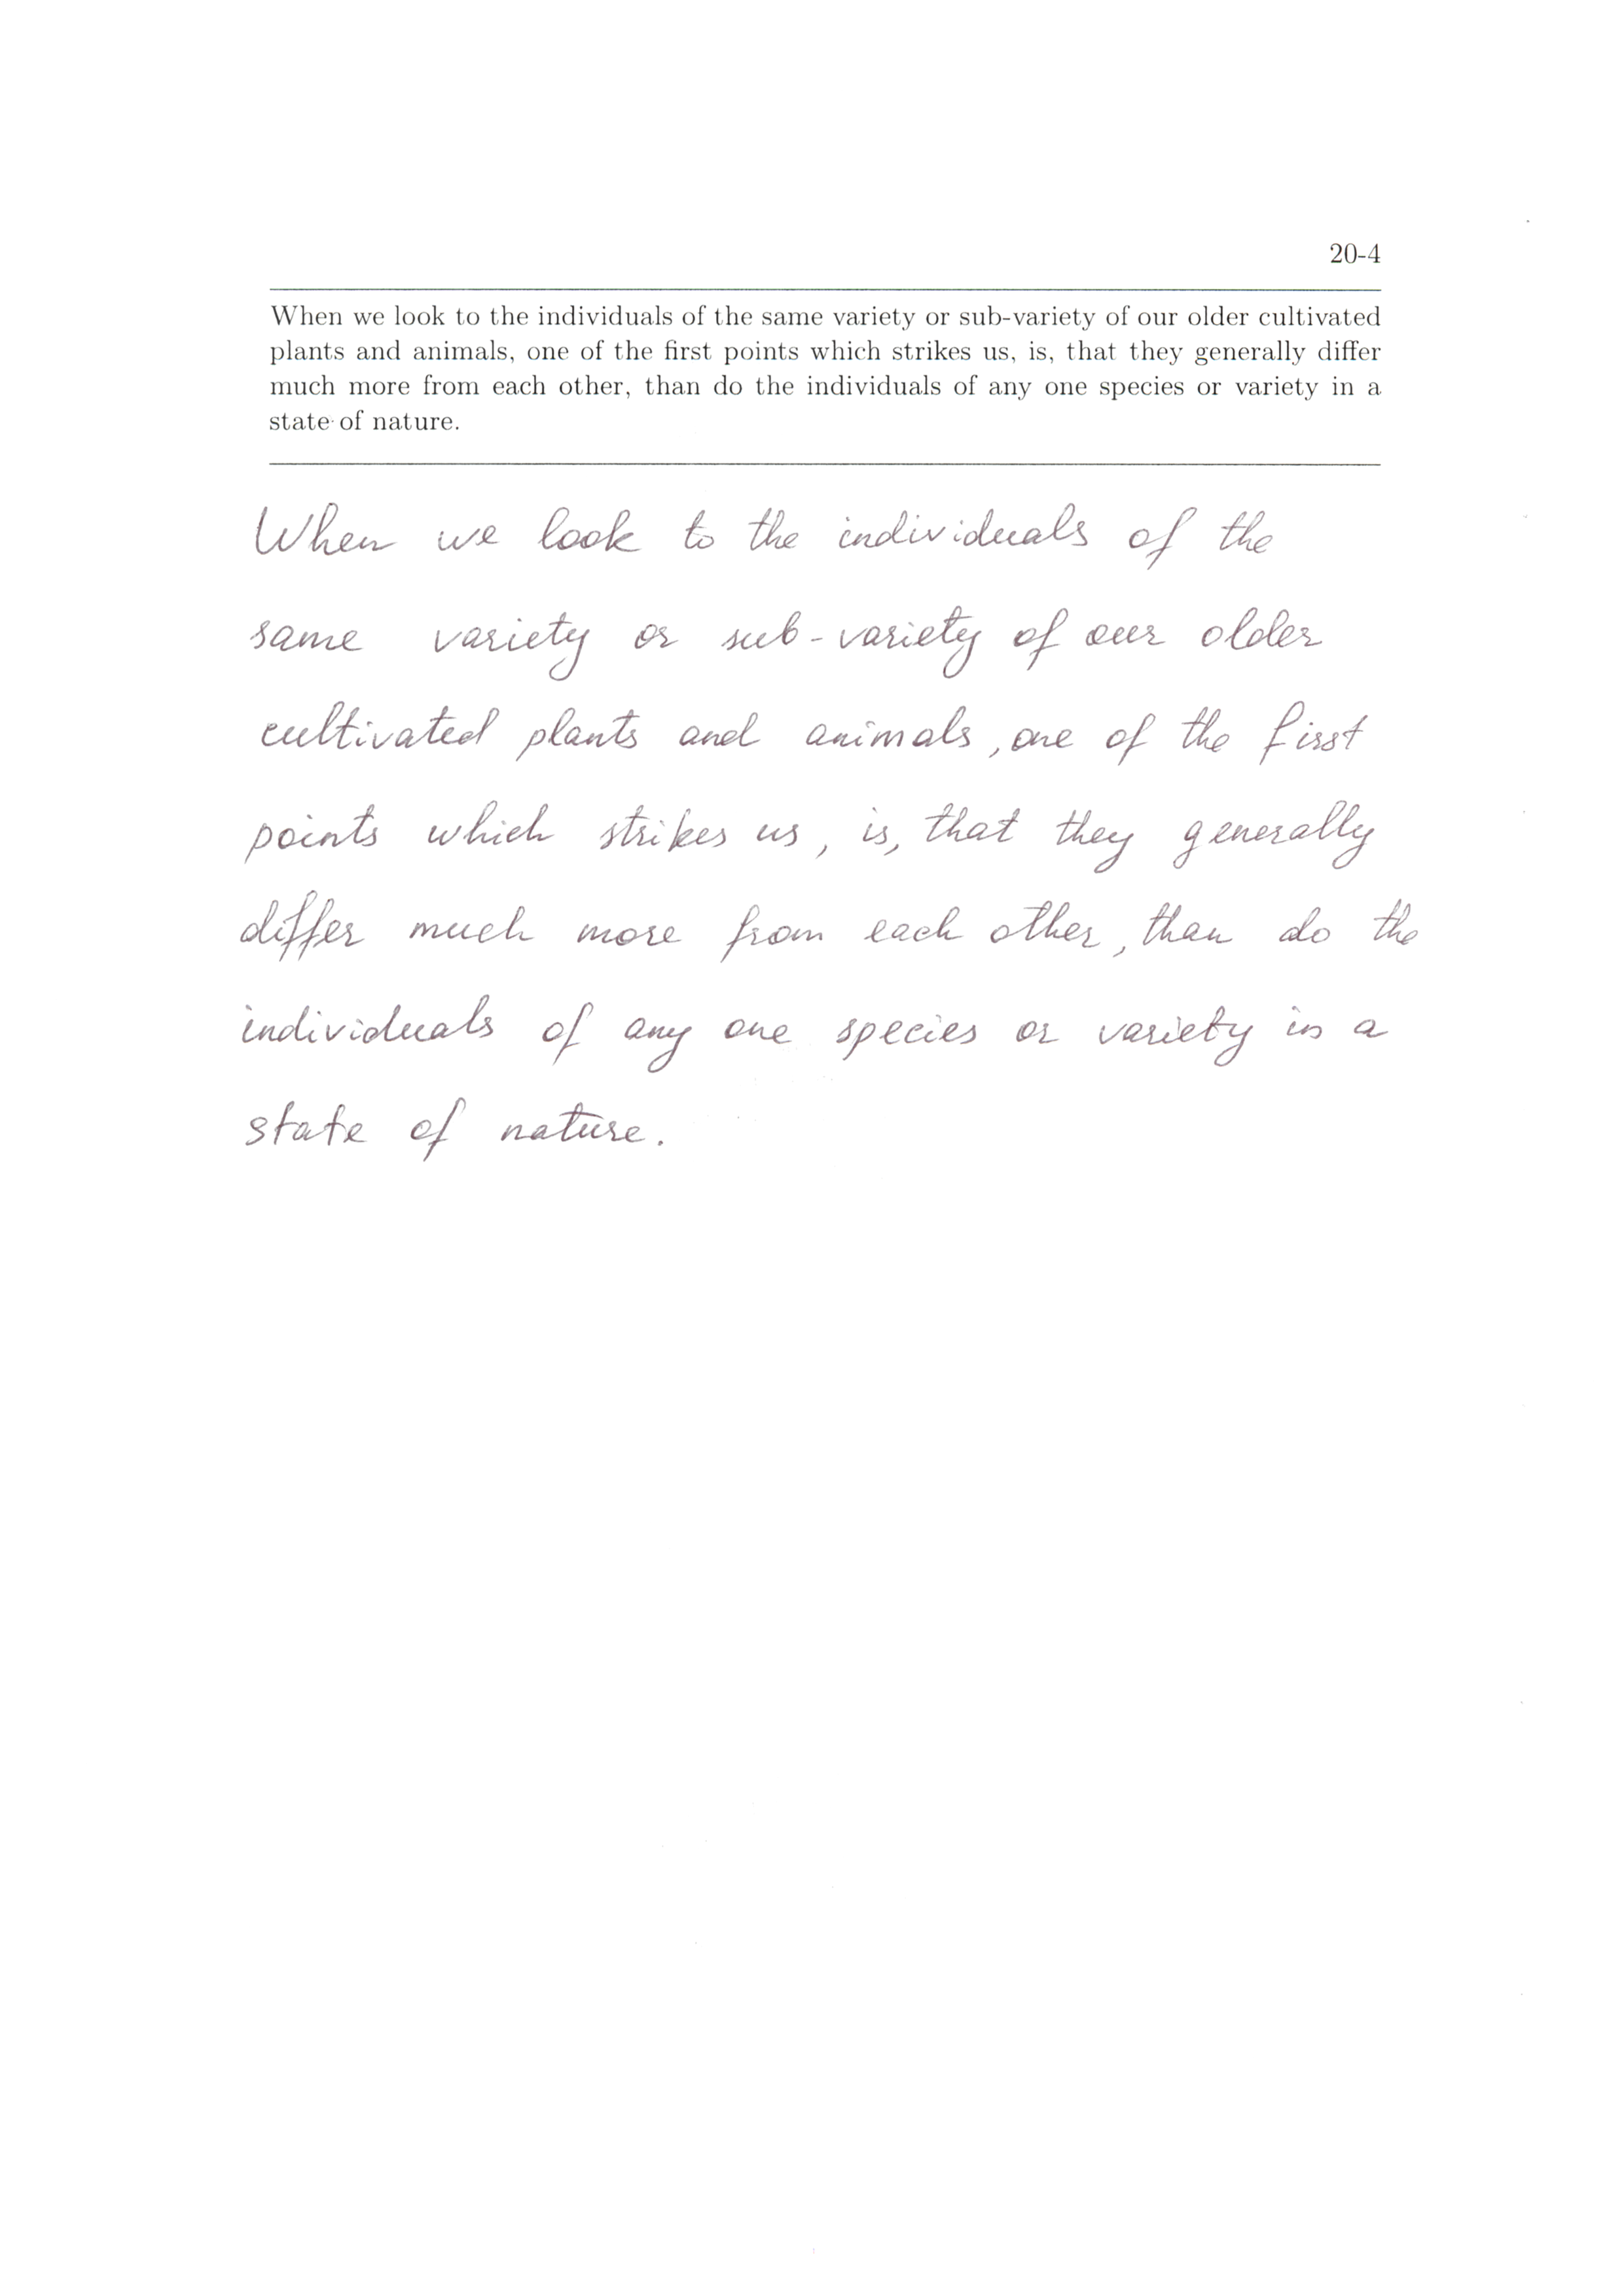 20-4
When we look to the individuals of the same variety or sub-variety of our older cultivated
plants and animals, one of the first points which strikes us, is, that they generally differ
much more from each other, than do the individuals of any one species or variety in a
state of nature.
When we look to the individuals of the
same variety or sub-variety of our older
cultivated plants and animals, one of the first
points which strikes us, is, that they generally
differ much more from each other, than do the
individuals of any one species or variety in a
state of nature.